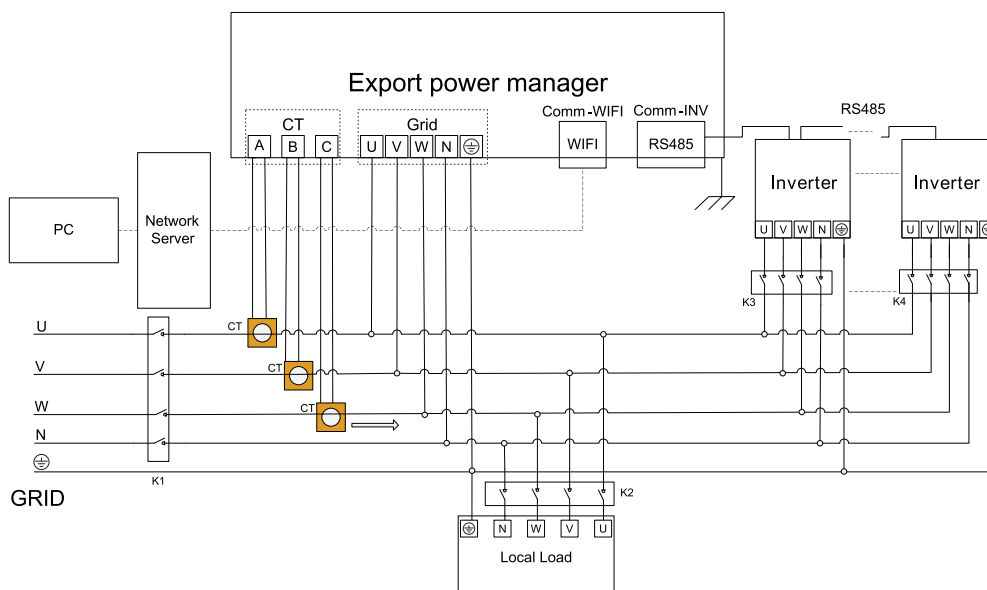 Export power manager
CT
Grid
Comm-WIFI
Comm-INV
RS485
A B C
U V W N
WIFI
RS485
Inverter
Inverter
PC
Network
Server
U V W N
U V W N
K3
K4
U
CT
V
CT
W
CT
N
K1
GRID
K2
N W V U
Local Load